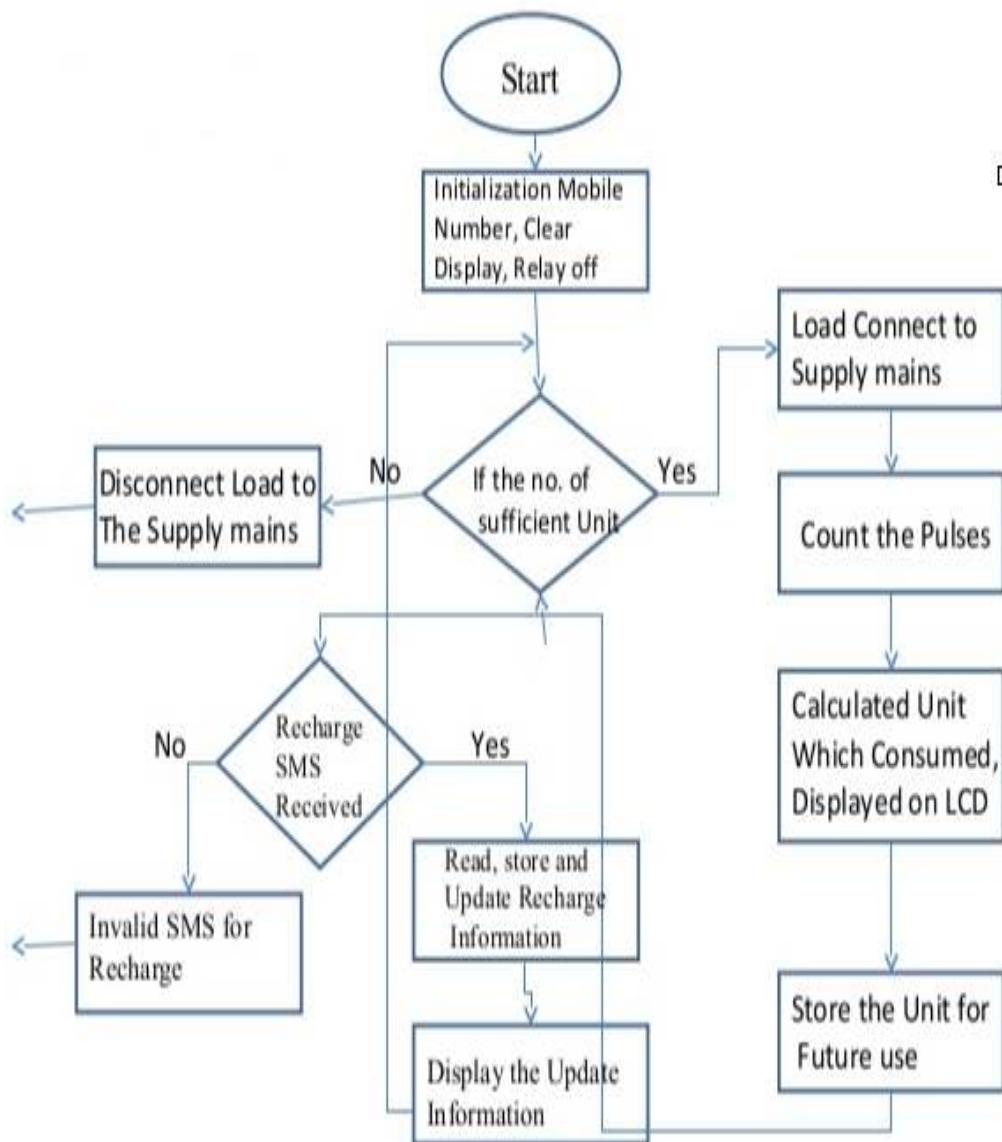 Start
Initialization Mobile
Number, Clear
Display, Relay off
Load Connect to
Supply mains
No
If the no. of
sufficient Unit
Yes
Disconnect Load to
The Supply mains
Count the Pulses
Calculated Unit
Which Consumed,
Displayed on LCD
No
Recharge
SMS
Received
Yes
Read, store and
Update Recharge
Information
Invalid SMS for
Recharge
Store the Unit for
Future use
Display the Update
Information